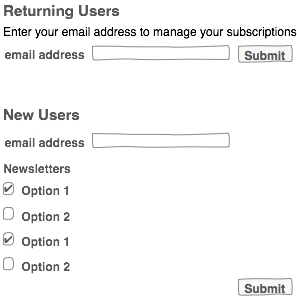 Returning Users
Enter your email address to manage your subscriptions
email address Submit
New Users
email address
Newsletters
Option 1
Option 2
Option 1
Option 2
Submit